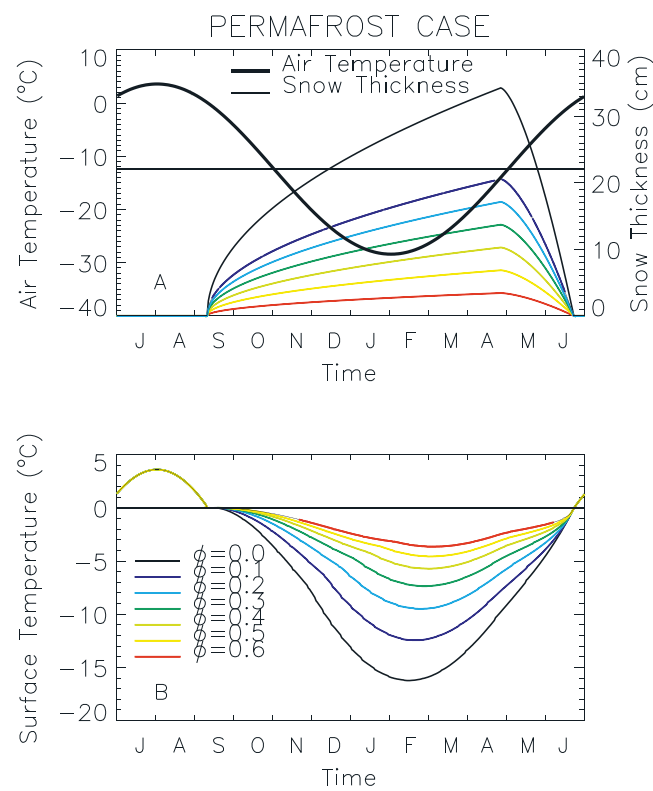 PERMAFROST CASE
Air Temperature
Snow Thickness
10
0
−10
−20
−30
−40
Air Temperature (°C)
40
30
20
10
0
Snow Thickness (cm)
A
J A S O N D J F M A M J
Time
5
0
−5
−10
−15
−20
Surface Temperature (°C)
ϕ=0.0
ϕ=0.1
ϕ=0.2
ϕ=0.3
ϕ=0.4
ϕ=0.5
ϕ=0.6
B
J A S O N D J F M A M J
Time